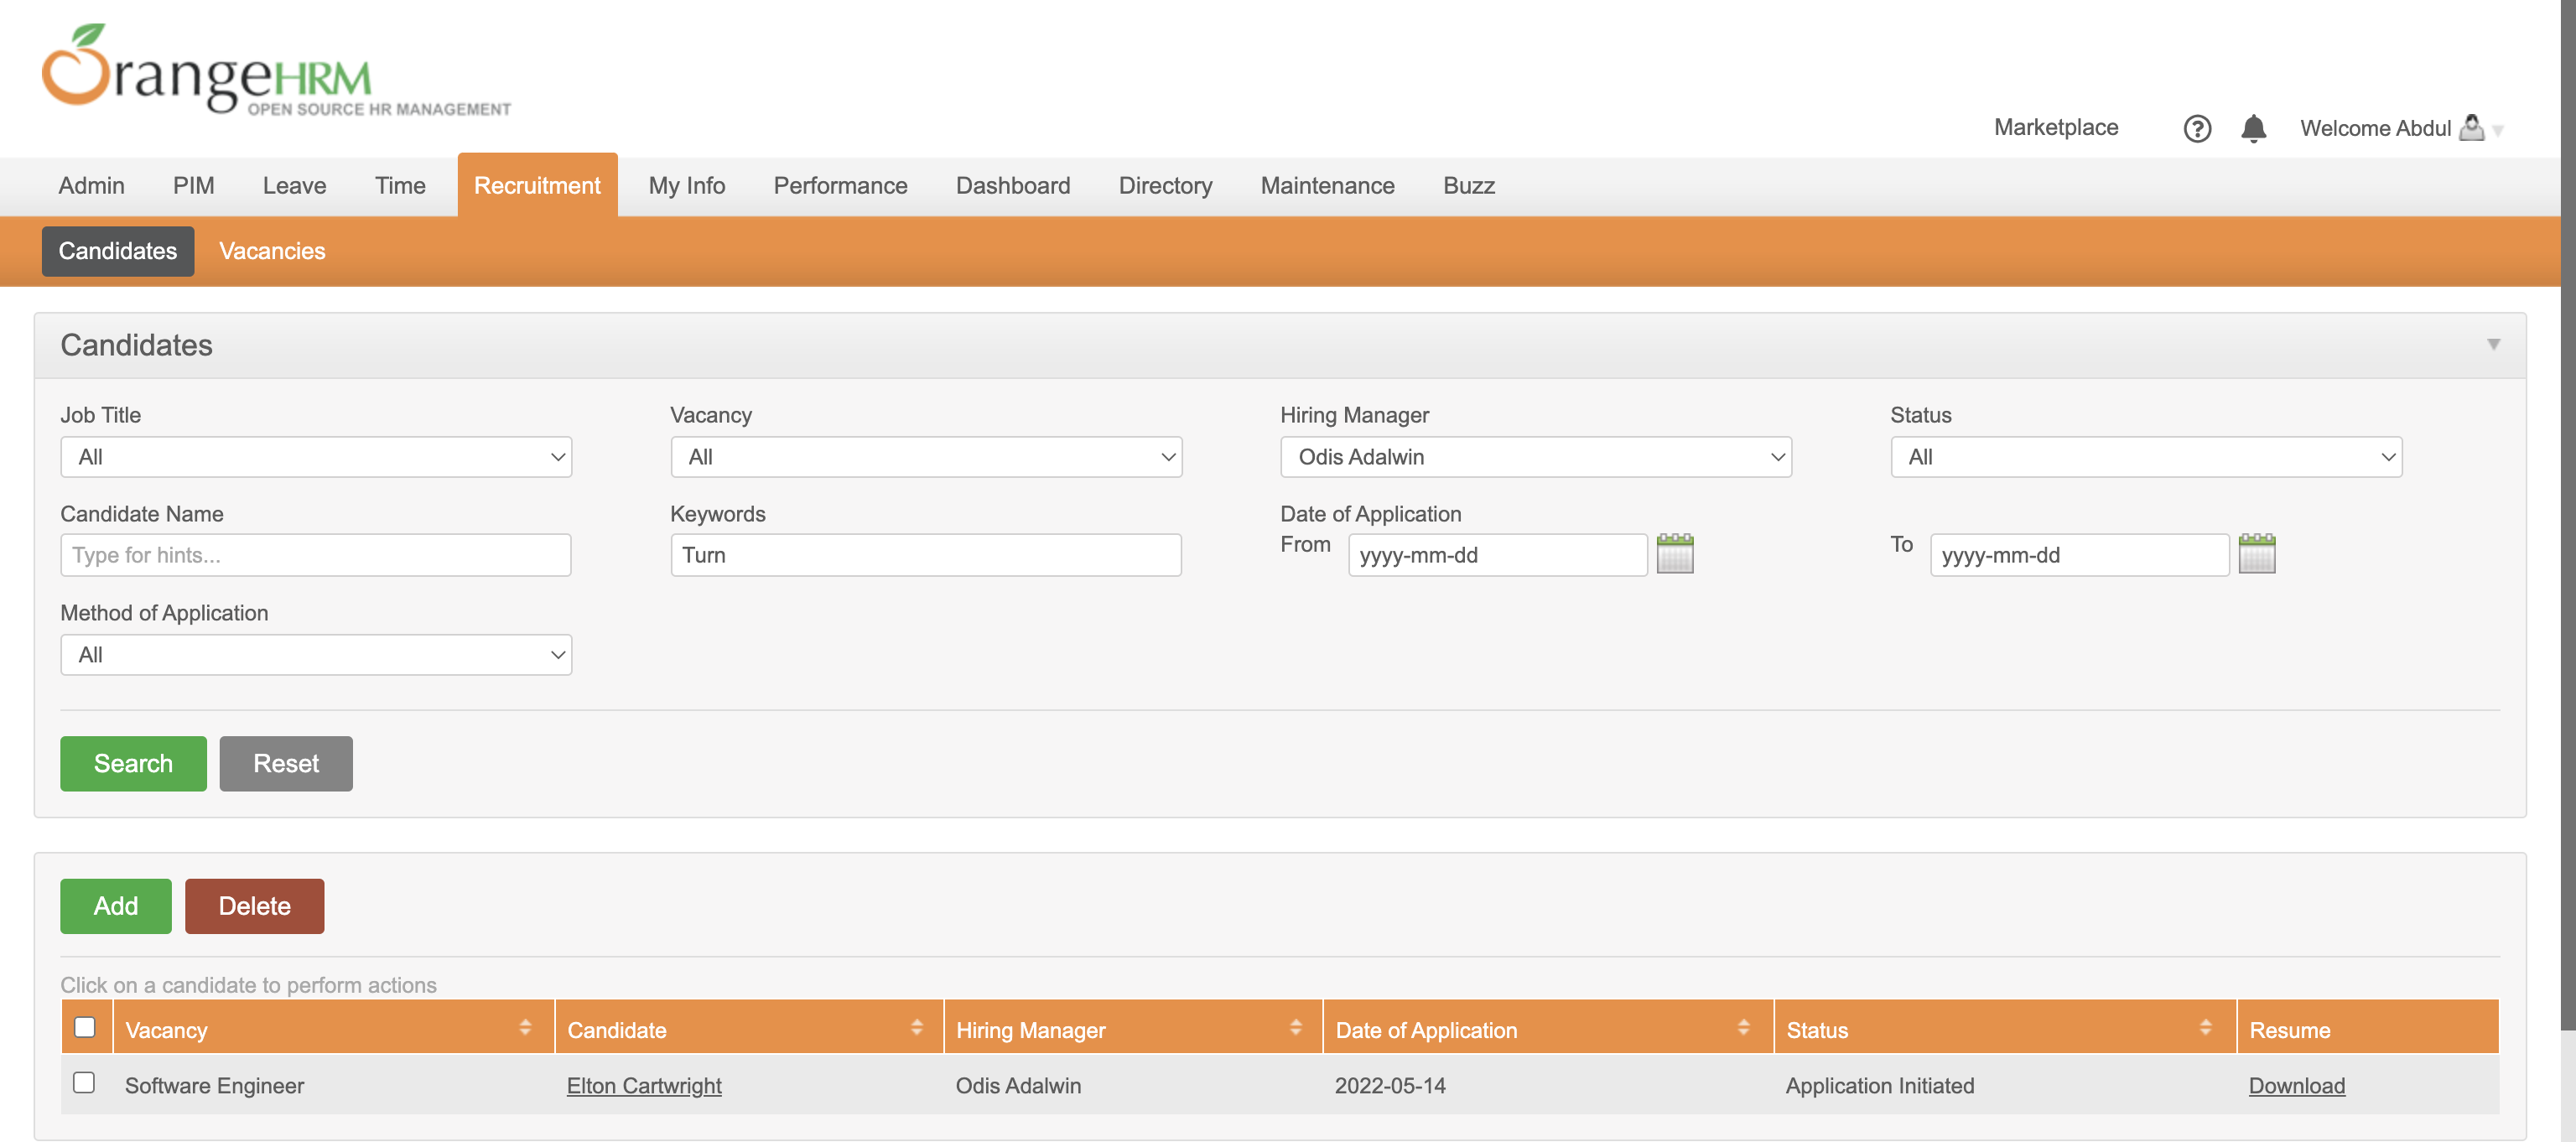 OrangeHRM
OPEN SOURCE HR MANAGEMENT
Marketplace
?
Welcome Abdul
Admin PIM Leave Time Recruitment My Info Performance Dashboard Directory Maintenance Buzz
Candidates Vacancies
Candidates
Job Title Vacancy Hiring Manager Status
All All Odis Adalwin All
Candidate Name Keywords Date of Application
Type for hints... Turn From yyyy-mm-dd To yyyy-mm-dd
Method of Application
All
Search Reset
Add Delete
Click on a candidate to perform actions
Vacancy Candidate Hiring Manager Date of Application Status Resume
Software Engineer Elton Cartwright Odis Adalwin 2022-05-14 Application Initiated Download